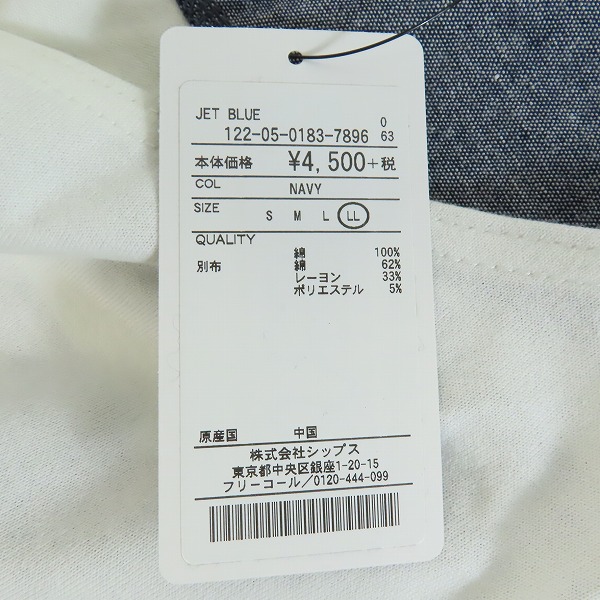 JET BLUE 0
122-05-0183-7896 63
本体価格 ¥4,500+税
COL NAVY
SIZE S M L LL
QUALITY
綿 100%
別布 綿 62%
レーヨン 33%
ポリエステル 5%
原産国 中国
株式会社シップス
東京都中央区銀座1-20-15
フリーコール/0120-444-099